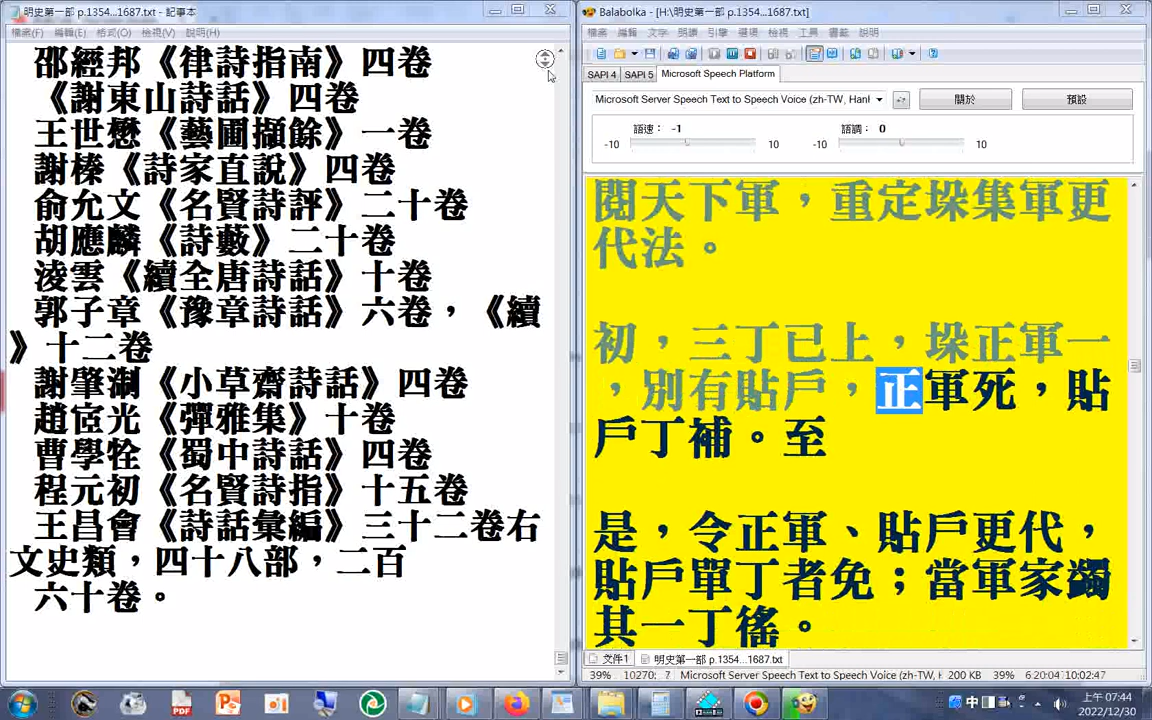 明史第一部 p.1354...1687.txt - 記事本
檔案(F) 編輯(E) 格式(O) 檢視(V) 說明(H)
邵經邦《律詩指南》四卷
《謝東山詩話》四卷
王世懋《藝圃擷餘》一卷
謝榛《詩家直說》四卷
俞允文《名賢詩評》二十卷
胡應麟《詩藪》二十卷
淩雲《續全唐詩話》十卷
郭子章《豫章詩話》六卷，《續
》十二卷
謝肇淛《小草齋詩話》四卷
趙宧光《彈雅集》十卷
曹學佺《蜀中詩話》四卷
程元初《名賢詩指》十五卷
王昌會《詩話彙編》三十二卷右
文史類，四十八部，二百
六十卷。
Balabolka - [H:\明史第一部 p.1354...1687.txt]
檔案 編輯 文字 朗讀 引擎 選項 檢視 工具 書籤 說明
SAPI 4 SAPI 5 Microsoft Speech Platform
Microsoft Server Speech Text to Speech Voice (zh-TW, Hanl
關於
預設
語速： -1
語調： 0
-10 10 -10 10
閱天下軍，重定垛集軍更
代法。
初，三丁已上，垛正軍一
，別有貼戶，正軍死，貼
戶丁補。至
是，令正軍、貼戶更代，
貼戶單丁者免；當軍家蠲
其一丁徭。
文件1 明史第一部 p.1354...1687.txt
39% 10270: 7 Microsoft Server Speech Text to Speech Voice (zh-TW, H 200 KB 39% 6:20:04 10:02:47
中
上午 07:44
2022/12/30